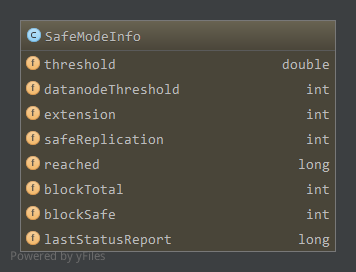 C SafeModeInfo
f threshold double
f datanodeThreshold int
f extension int
f safeReplication int
f reached long
f blockTotal int
f blockSafe int
f lastStatusReport long
Powered by yFiles